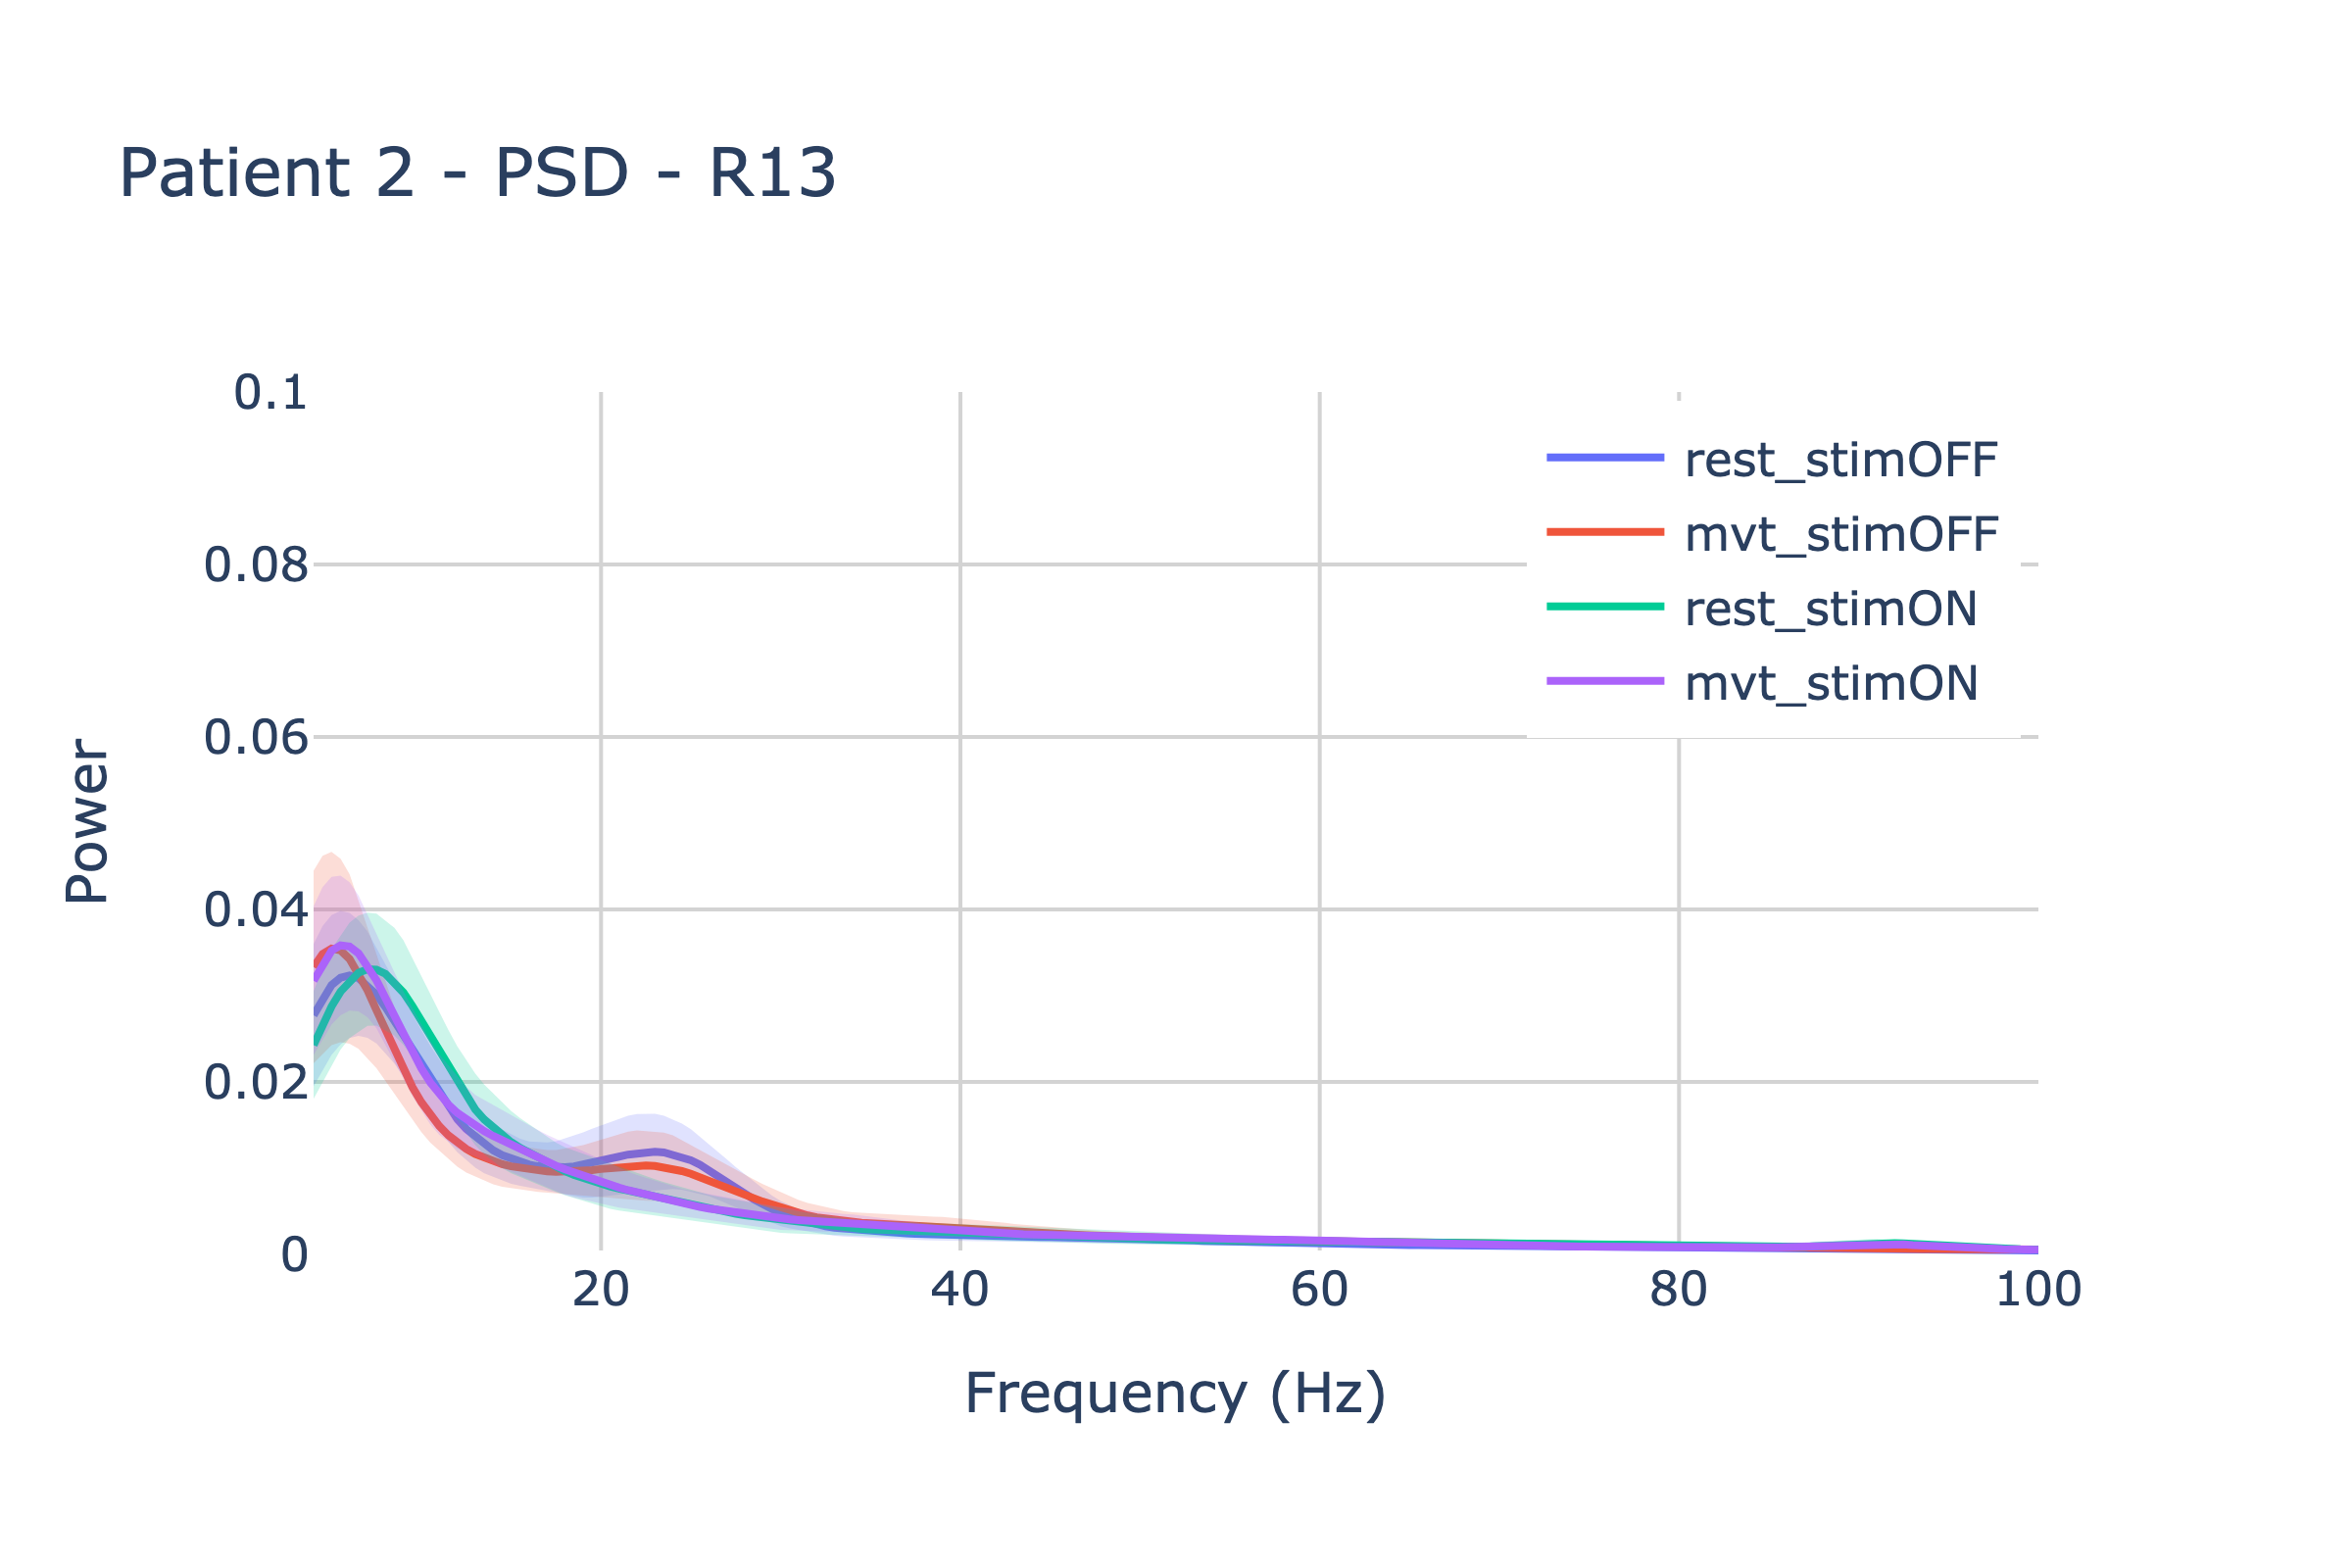 Patient 2 - PSD - R13
0.1
0.08
0.06
0.04
0.02
0
Power
20 40 60 80 100
Frequency (Hz)
rest_stimOFF
mvt_stimOFF
rest_stimON
mvt_stimON